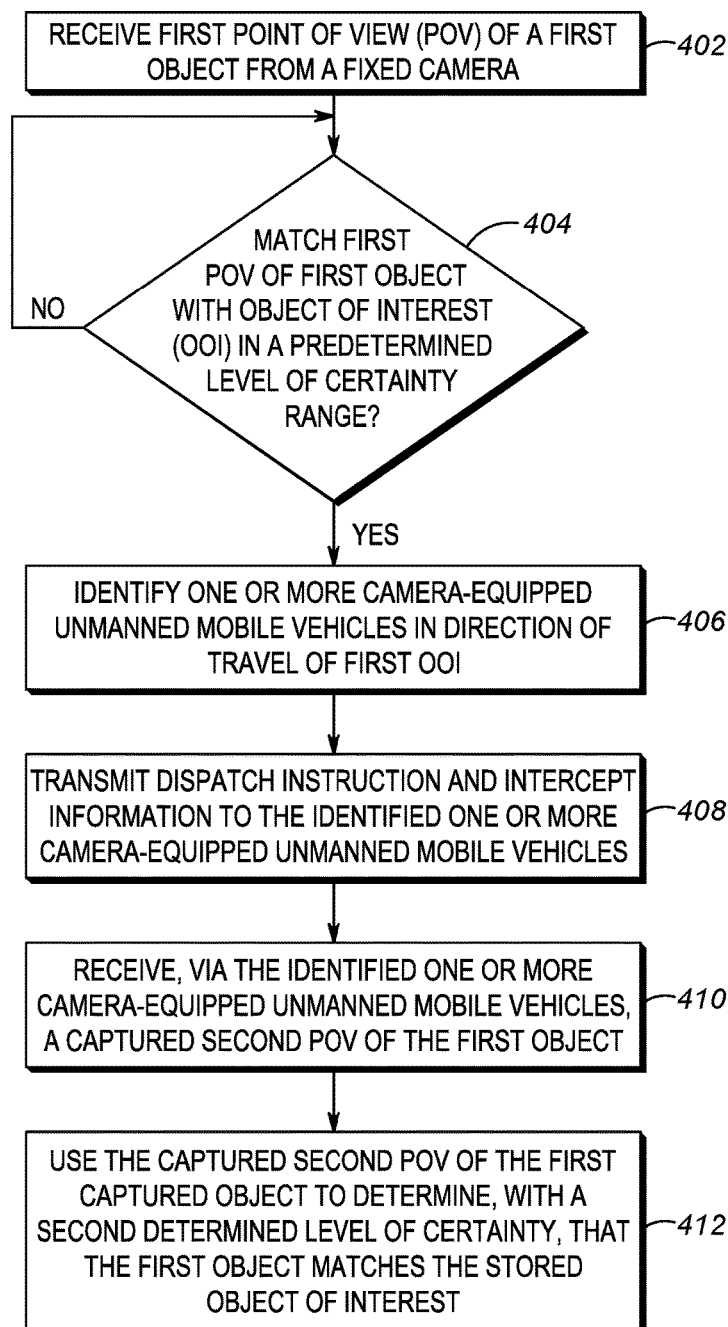 RECEIVE FIRST POINT OF VIEW (POV) OF A FIRST
OBJECT FROM A FIXED CAMERA
402
404
MATCH FIRST
POV OF FIRST OBJECT
WITH OBJECT OF INTEREST
(OOI) IN A PREDETERMINED
LEVEL OF CERTAINTY
RANGE?
NO
YES
IDENTIFY ONE OR MORE CAMERA-EQUIPPED
UNMANNED MOBILE VEHICLES IN DIRECTION OF
TRAVEL OF FIRST OOI
406
TRANSMIT DISPATCH INSTRUCTION AND INTERCEPT
INFORMATION TO THE IDENTIFIED ONE OR MORE
CAMERA-EQUIPPED UNMANNED MOBILE VEHICLES
408
RECEIVE, VIA THE IDENTIFIED ONE OR MORE
CAMERA-EQUIPPED UNMANNED MOBILE VEHICLES,
A CAPTURED SECOND POV OF THE FIRST OBJECT
410
USE THE CAPTURED SECOND POV OF THE FIRST
CAPTURED OBJECT TO DETERMINE, WITH A
SECOND DETERMINED LEVEL OF CERTAINTY, THAT
THE FIRST OBJECT MATCHES THE STORED
OBJECT OF INTEREST
412